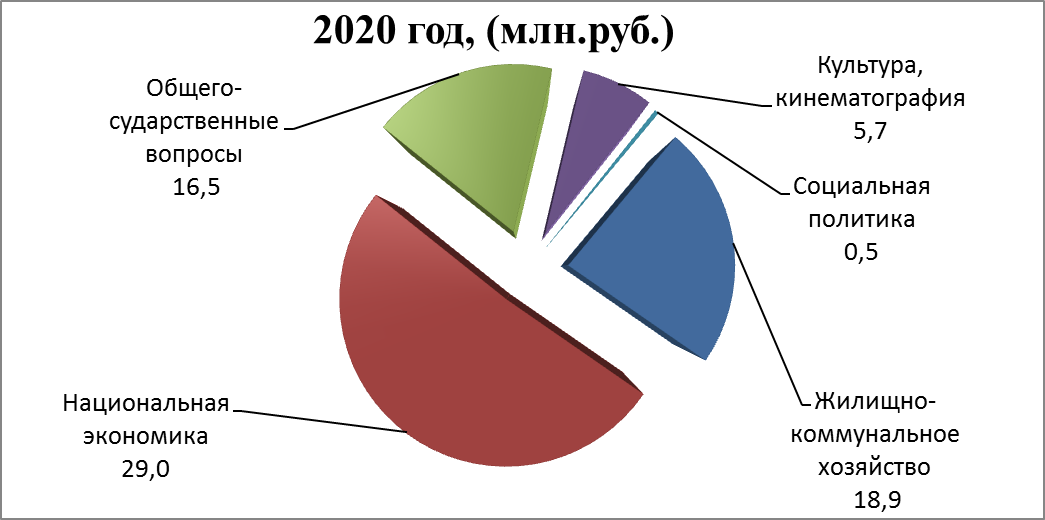 2020 год, (млн.руб.)
Общего-
сударственные
вопросы
16,5
Культура,
кинематография
5,7
Социальная
политика
0,5
Национальная
экономика
29,0
Жилищно-
коммунальное
хозяйство
18,9